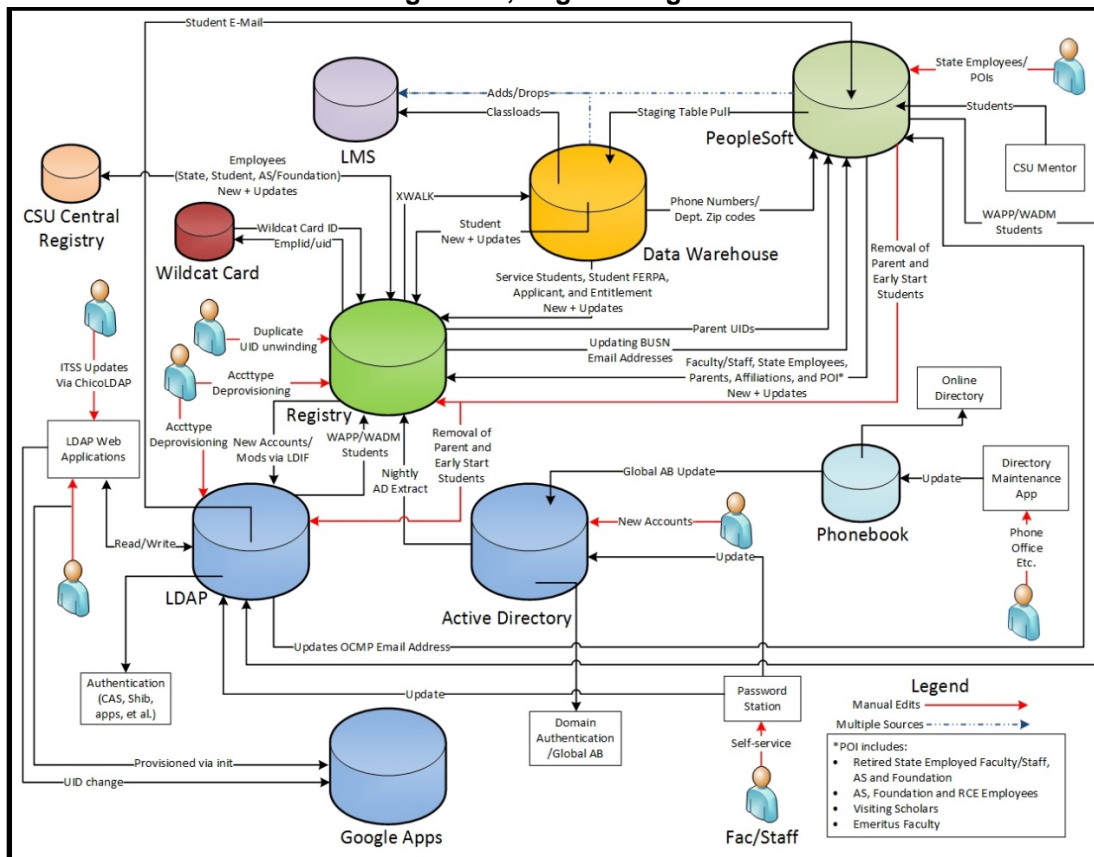 Student E-Mail
State Employees/
POIs
Students
PeopleSoft
CSU Mentor
Adds/Drops
Classloads
LMS
Staging Table Pull
Employees
(State, Student, AS/Foundation)
New + Updates
CSU Central
Registry
XWALK
Wildcat Card ID
Emplid/uid
Wildcat Card
Student
New + Updates
Phone Numbers/
Dept. Zip codes
Data Warehouse
WAPP/WADM
Students
Removal of
Parent and
Early Start
Students
Service Students, Student FERPA,
Applicant, and Entitlement
New + Updates
Duplicate
UID unwinding
Parent UIDs
Updating BUSN
Email Addresses
ITSS Updates
Via ChicoLDAP
Accttype
Deprovisioning
Registry
Faculty/Staff, State Employees,
Parents, Affiliations, and POI*
New + Updates
Online
Directory
Accttype
Deprovisioning
LDAP Web
Applications
New Accounts/
Mods via LDIF
WAPP/WADM
Students
Nightly
AD Extract
Removal of
Parent and
Early Start
Students
Global AB Update
Update
Directory
Maintenance
App
Phonebook
New Accounts
Phone
Office
Etc.
Read/Write
LDAP
Active Directory
Update
Updates OCMP Email Address
Authentication
(CAS, Shib,
apps, et al.)
Update
Password
Station
Domain
Authentication
/Global AB
Self-service
Provisioned via init
UID change
Google Apps
Fac/Staff
Legend
Manual Edits
Multiple Sources
*POI includes:
• Retired State Employed Faculty/Staff,
AS and Foundation
• AS, Foundation and RCE Employees
• Visiting Scholars
• Emeritus Faculty